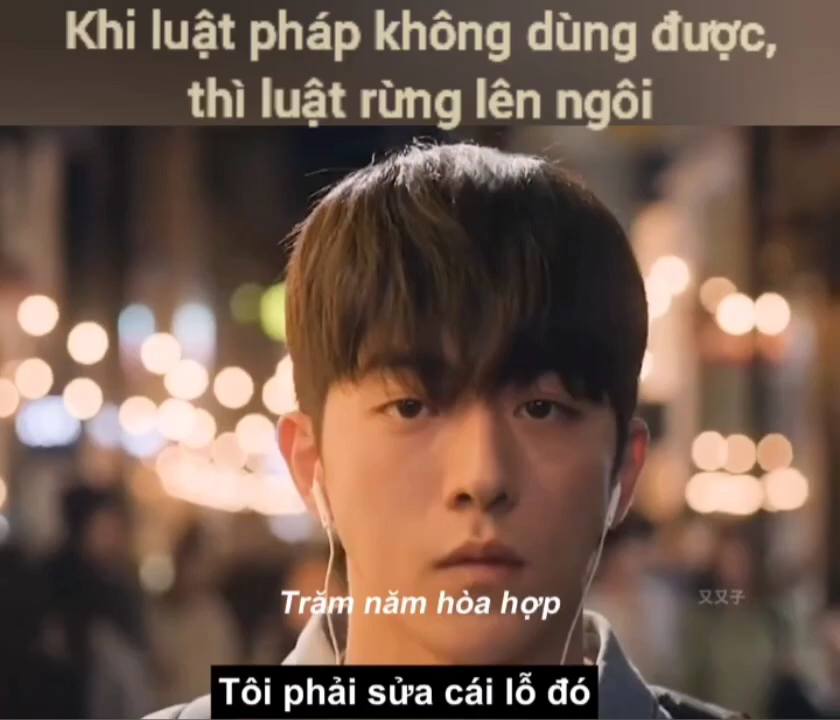 Khi luật pháp không dùng được,
thì luật rừng lên ngôi
Trăm năm hòa hợp
又又子
Tôi phải sửa cái lỗ đó